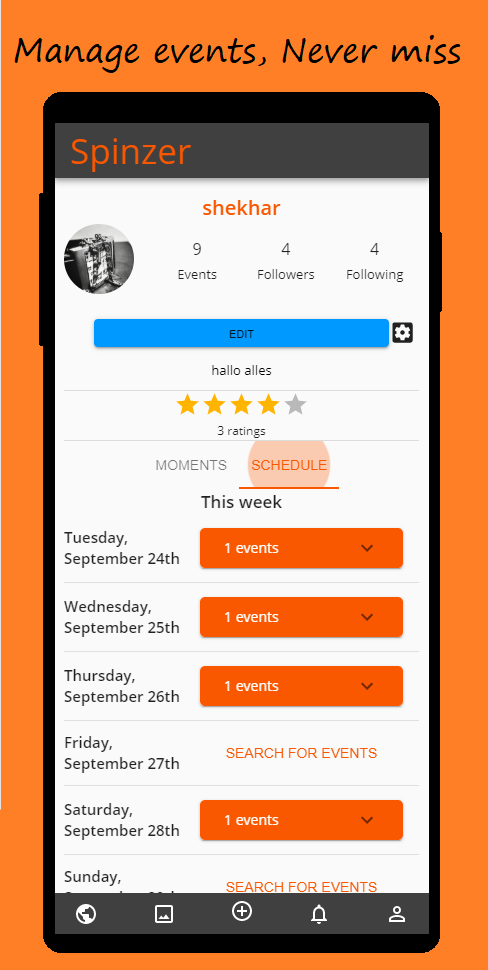 Manage events, Never miss
Spinzer
shekhar
9
4
4
Events
Followers
Following
EDIT
hallo alles
3 ratings
MOMENTS
SCHEDULE
This week
Tuesday,
September 24th
1 events
Wednesday,
September 25th
1 events
Thursday,
September 26th
1 events
Friday,
September 27th
SEARCH FOR EVENTS
Saturday,
September 28th
1 events
Sunday,
SEARCH FOR EVENTS